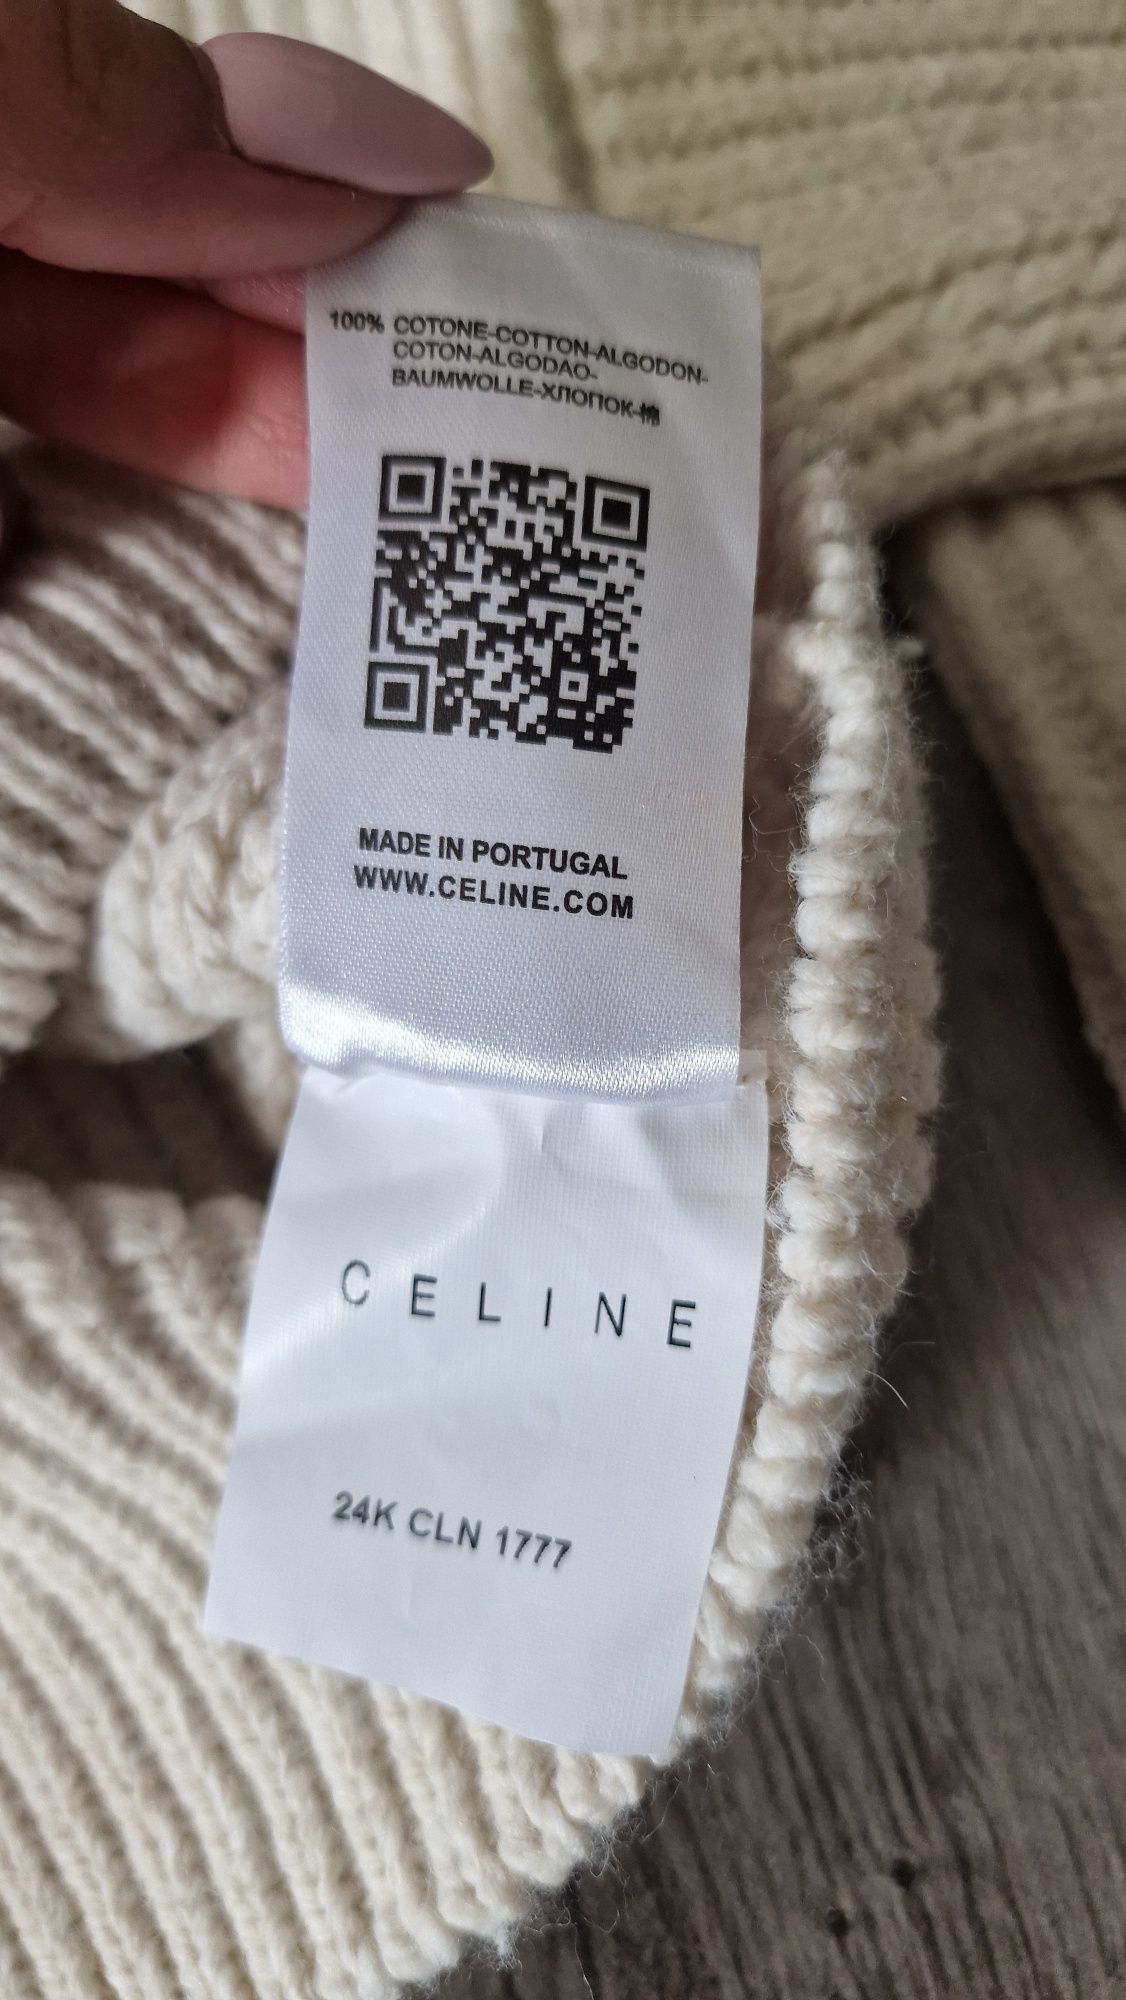 100% COTONE-COTTON-ALGODON-
COTON-ALGODAO-
BAUMWOLLE-ХЛОПОК-棉
MADE IN PORTUGAL
WWW.CELINE.COM
CELINE
24K CLN 1777